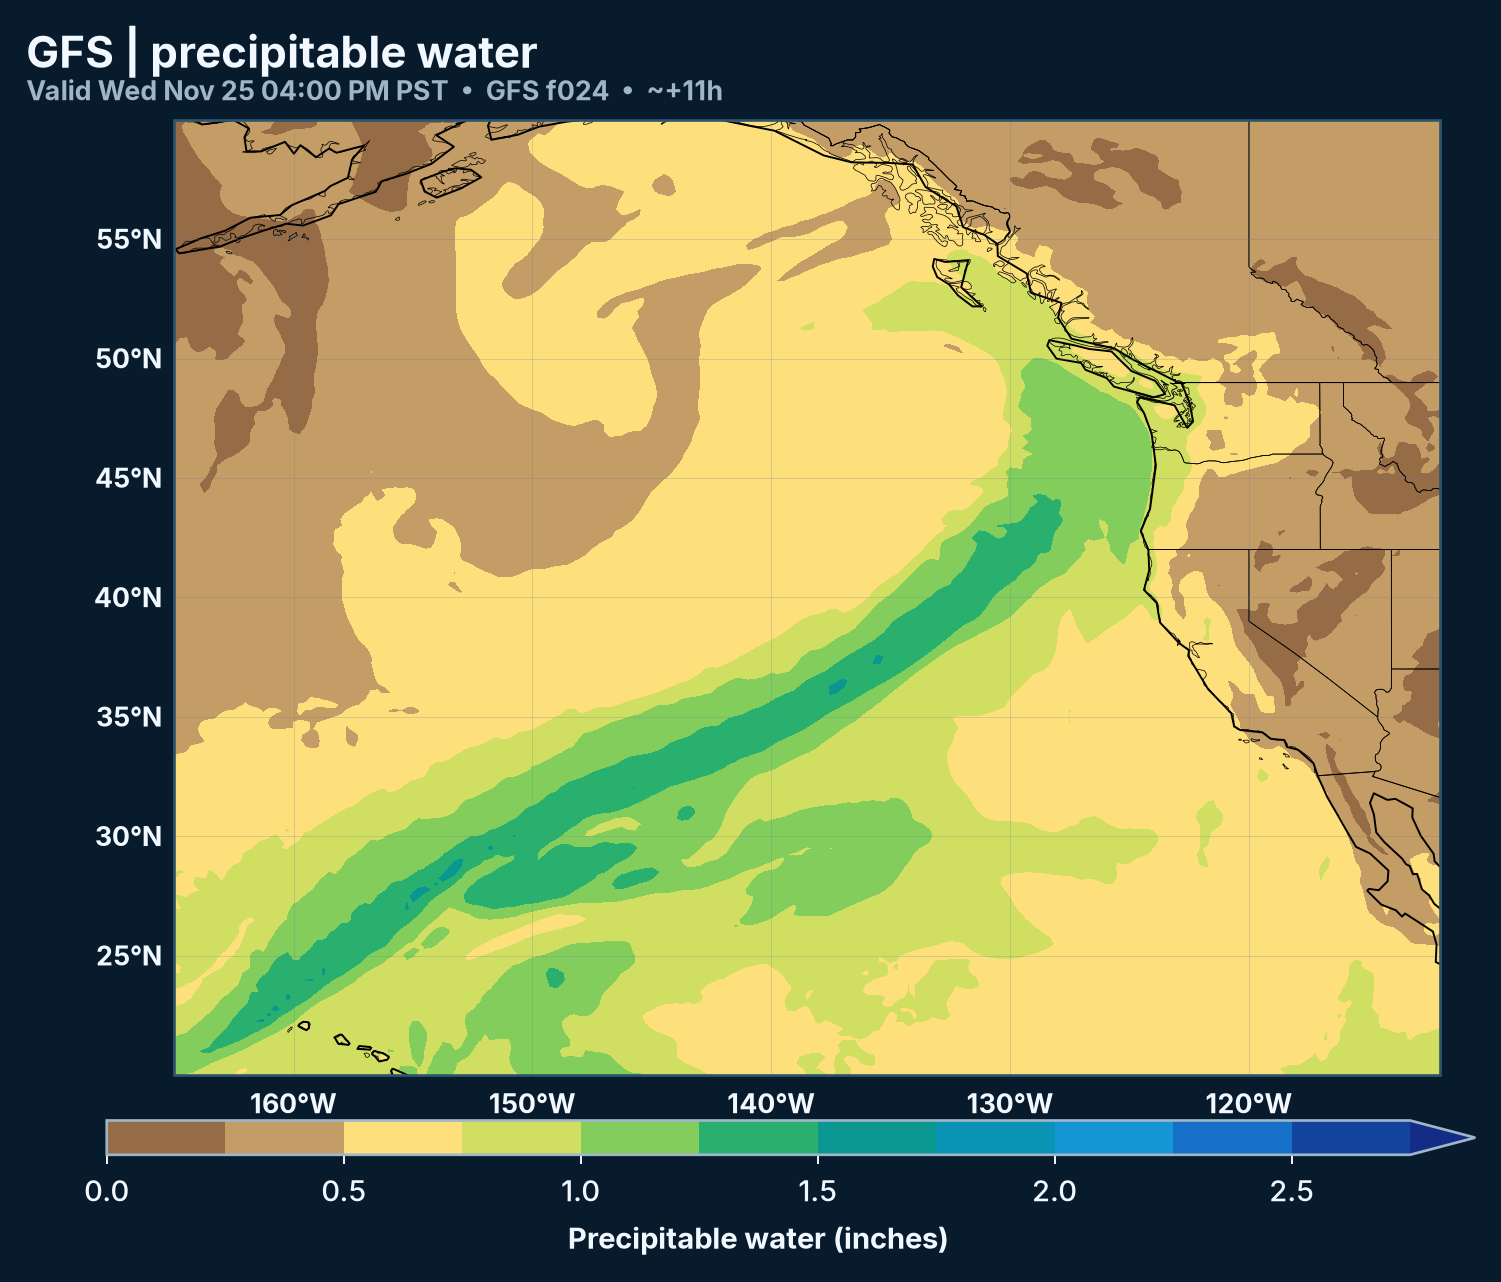 GFS | precipitable water
Valid Wed Nov 25 04:00 PM PST • GFS f024 • ~+11h
55°N
50°N
45°N
40°N
35°N
30°N
25°N
160°W 150°W 140°W 130°W 120°W
0.0 0.5 1.0 1.5 2.0 2.5
Precipitable water (inches)